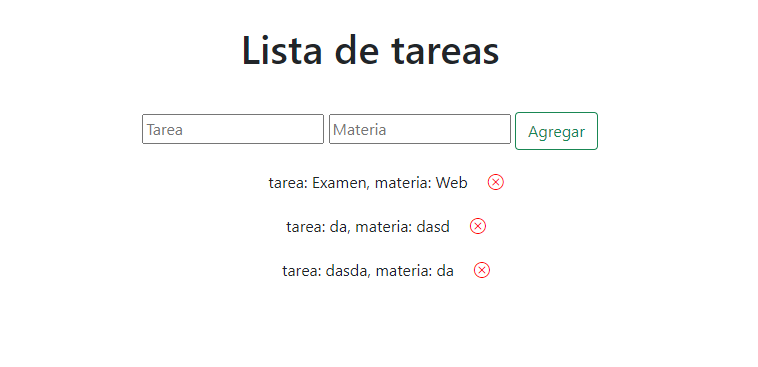 Lista de tareas
Tarea Materia Agregar
tarea: Examen, materia: Web
tarea: da, materia: dasd
tarea: dasda, materia: da